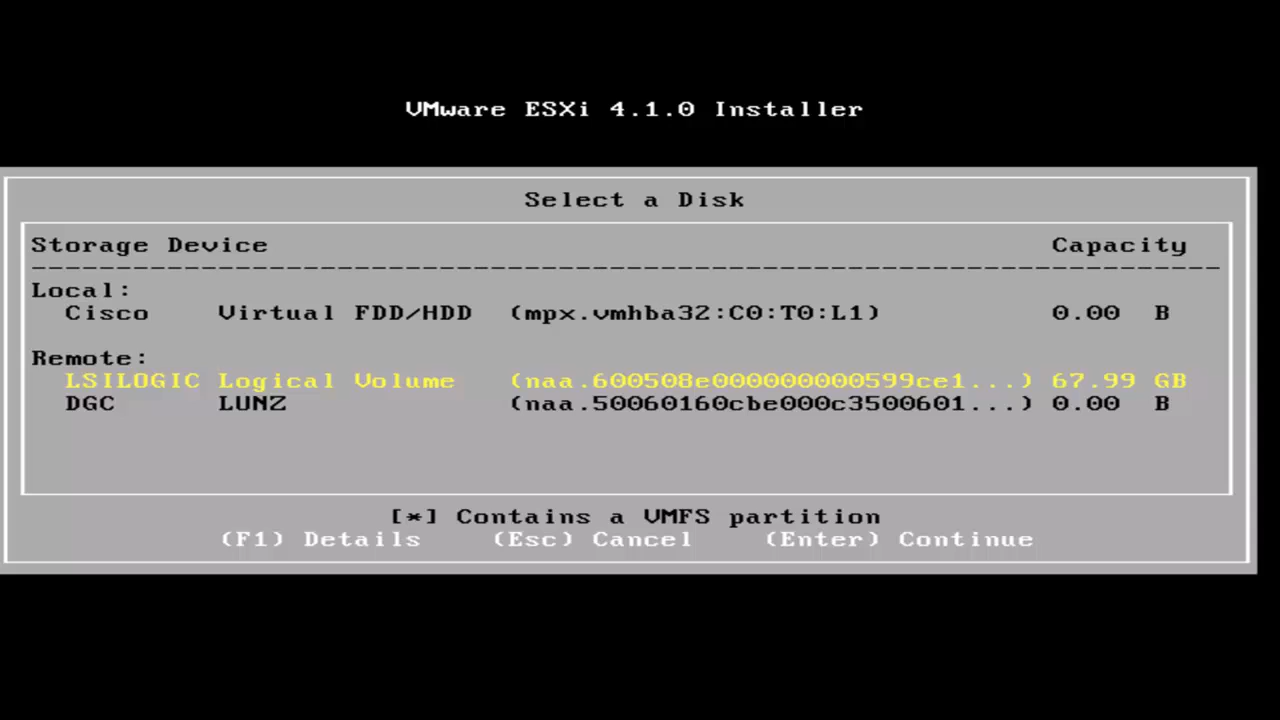 VMware ESXi 4.1.0 Installer
Select a Disk
Storage Device Capacity
----------------------------------------------------------------------
Local:
Cisco Virtual FDD/HDD (mpx.vmhba32:C0:T0:L1) 0.00 B
Remote:
LSILOGIC Logical Volume (naa.600508e000000000599ce1...) 67.99 GB
DGC LUNZ (naa.50060160cbe000c3500601...) 0.00 B
[*] Contains a VMFS partition
(F1) Details (Esc) Cancel (Enter) Continue